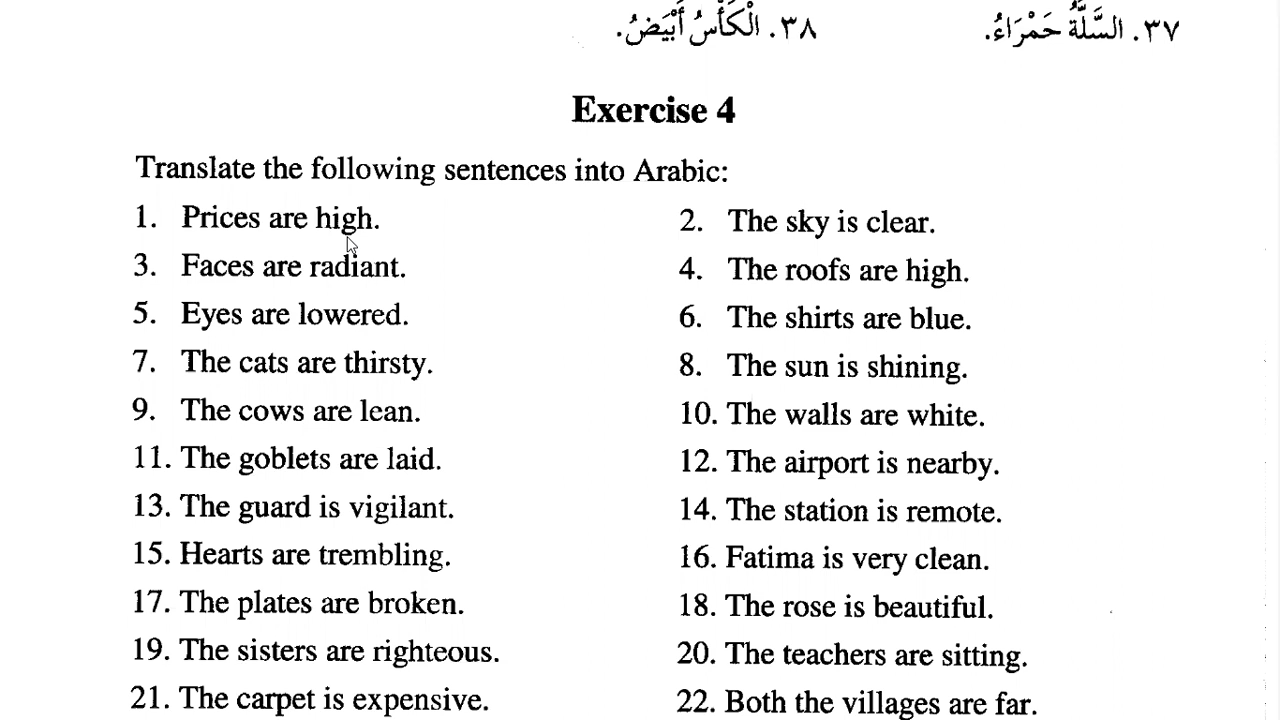 ٣٧. السَّلَّةُ حَمْرَاءُ. ٣٨. الْكَأْسُ أَبْيَضُ.
Exercise 4
Translate the following sentences into Arabic:
1. Prices are high. 2. The sky is clear.
3. Faces are radiant. 4. The roofs are high.
5. Eyes are lowered. 6. The shirts are blue.
7. The cats are thirsty. 8. The sun is shining.
9. The cows are lean. 10. The walls are white.
11. The goblets are laid. 12. The airport is nearby.
13. The guard is vigilant. 14. The station is remote.
15. Hearts are trembling. 16. Fatima is very clean.
17. The plates are broken. 18. The rose is beautiful.
19. The sisters are righteous. 20. The teachers are sitting.
21. The carpet is expensive. 22. Both the villages are far.